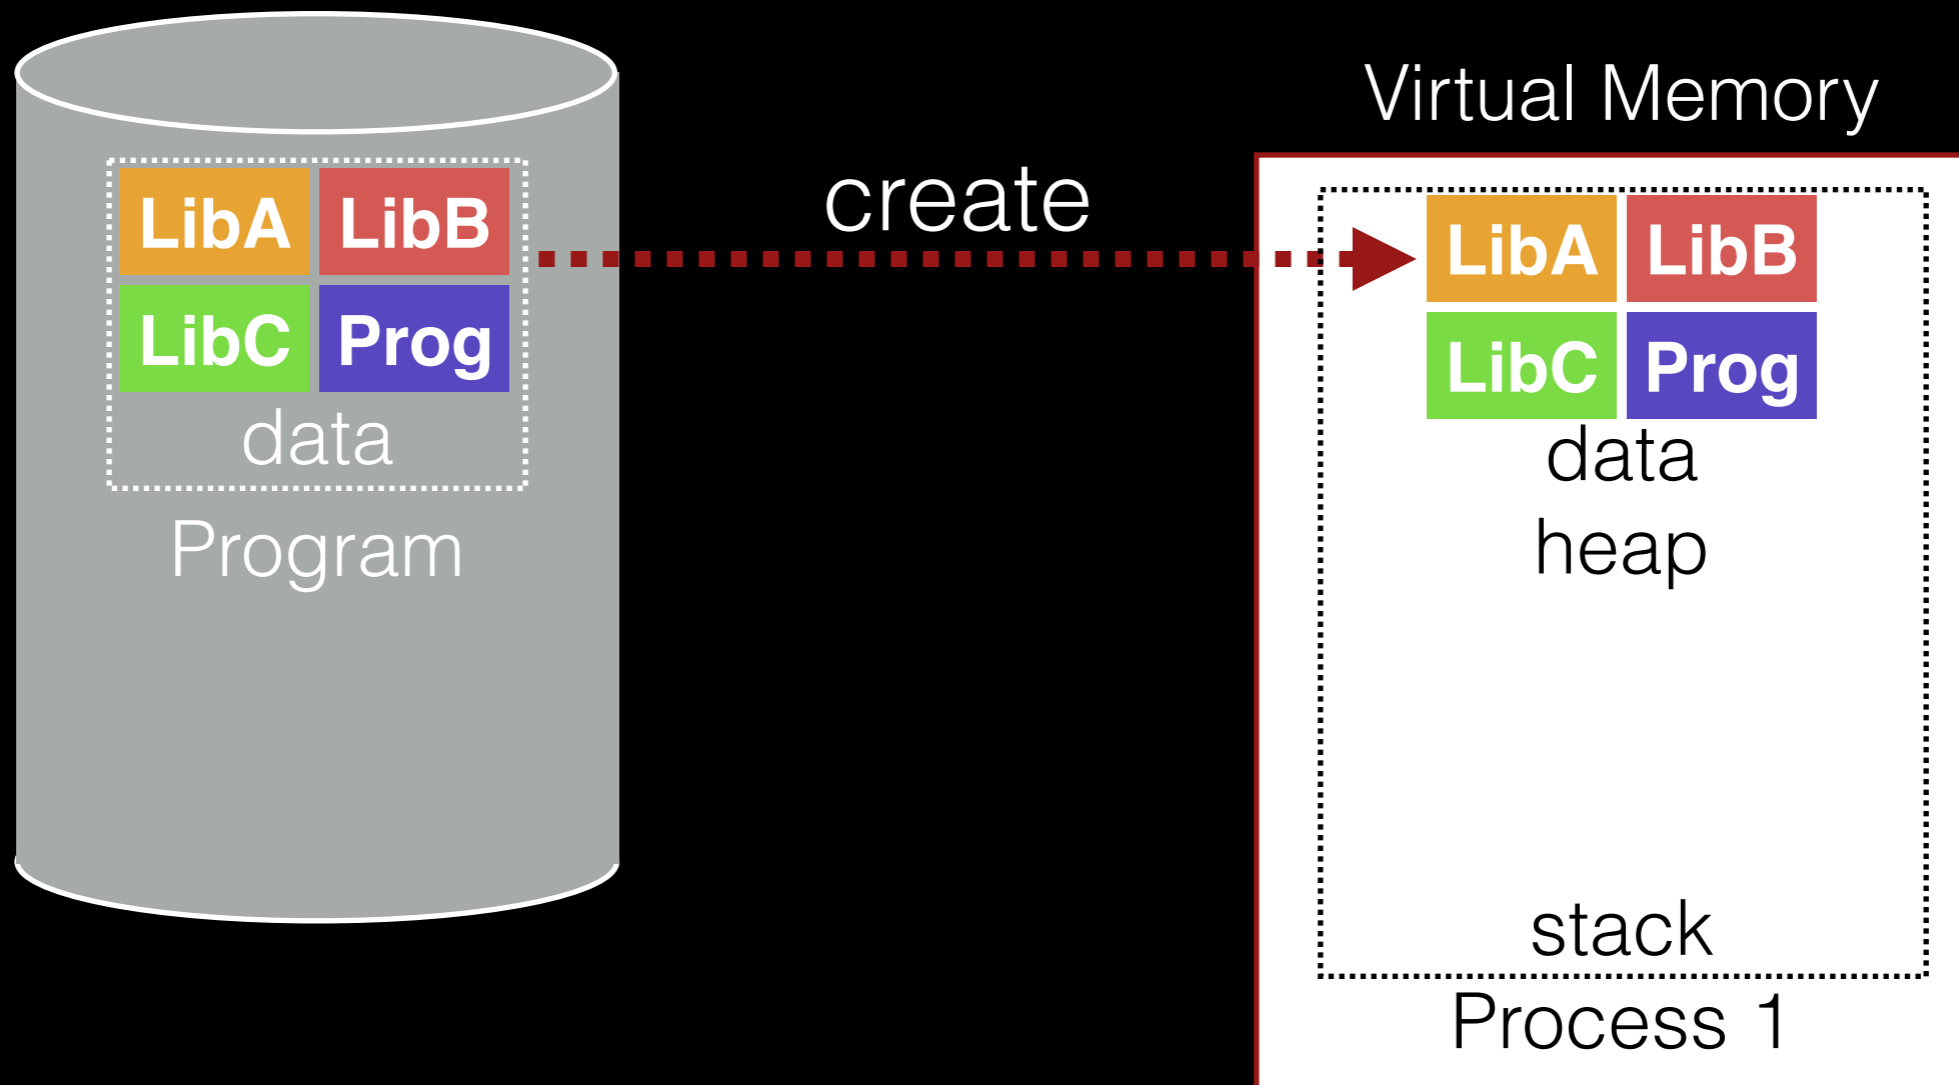 Virtual Memory
create
LibA LibB
LibC Prog
data
Program
LibA LibB
LibC Prog
data
heap
stack
Process 1